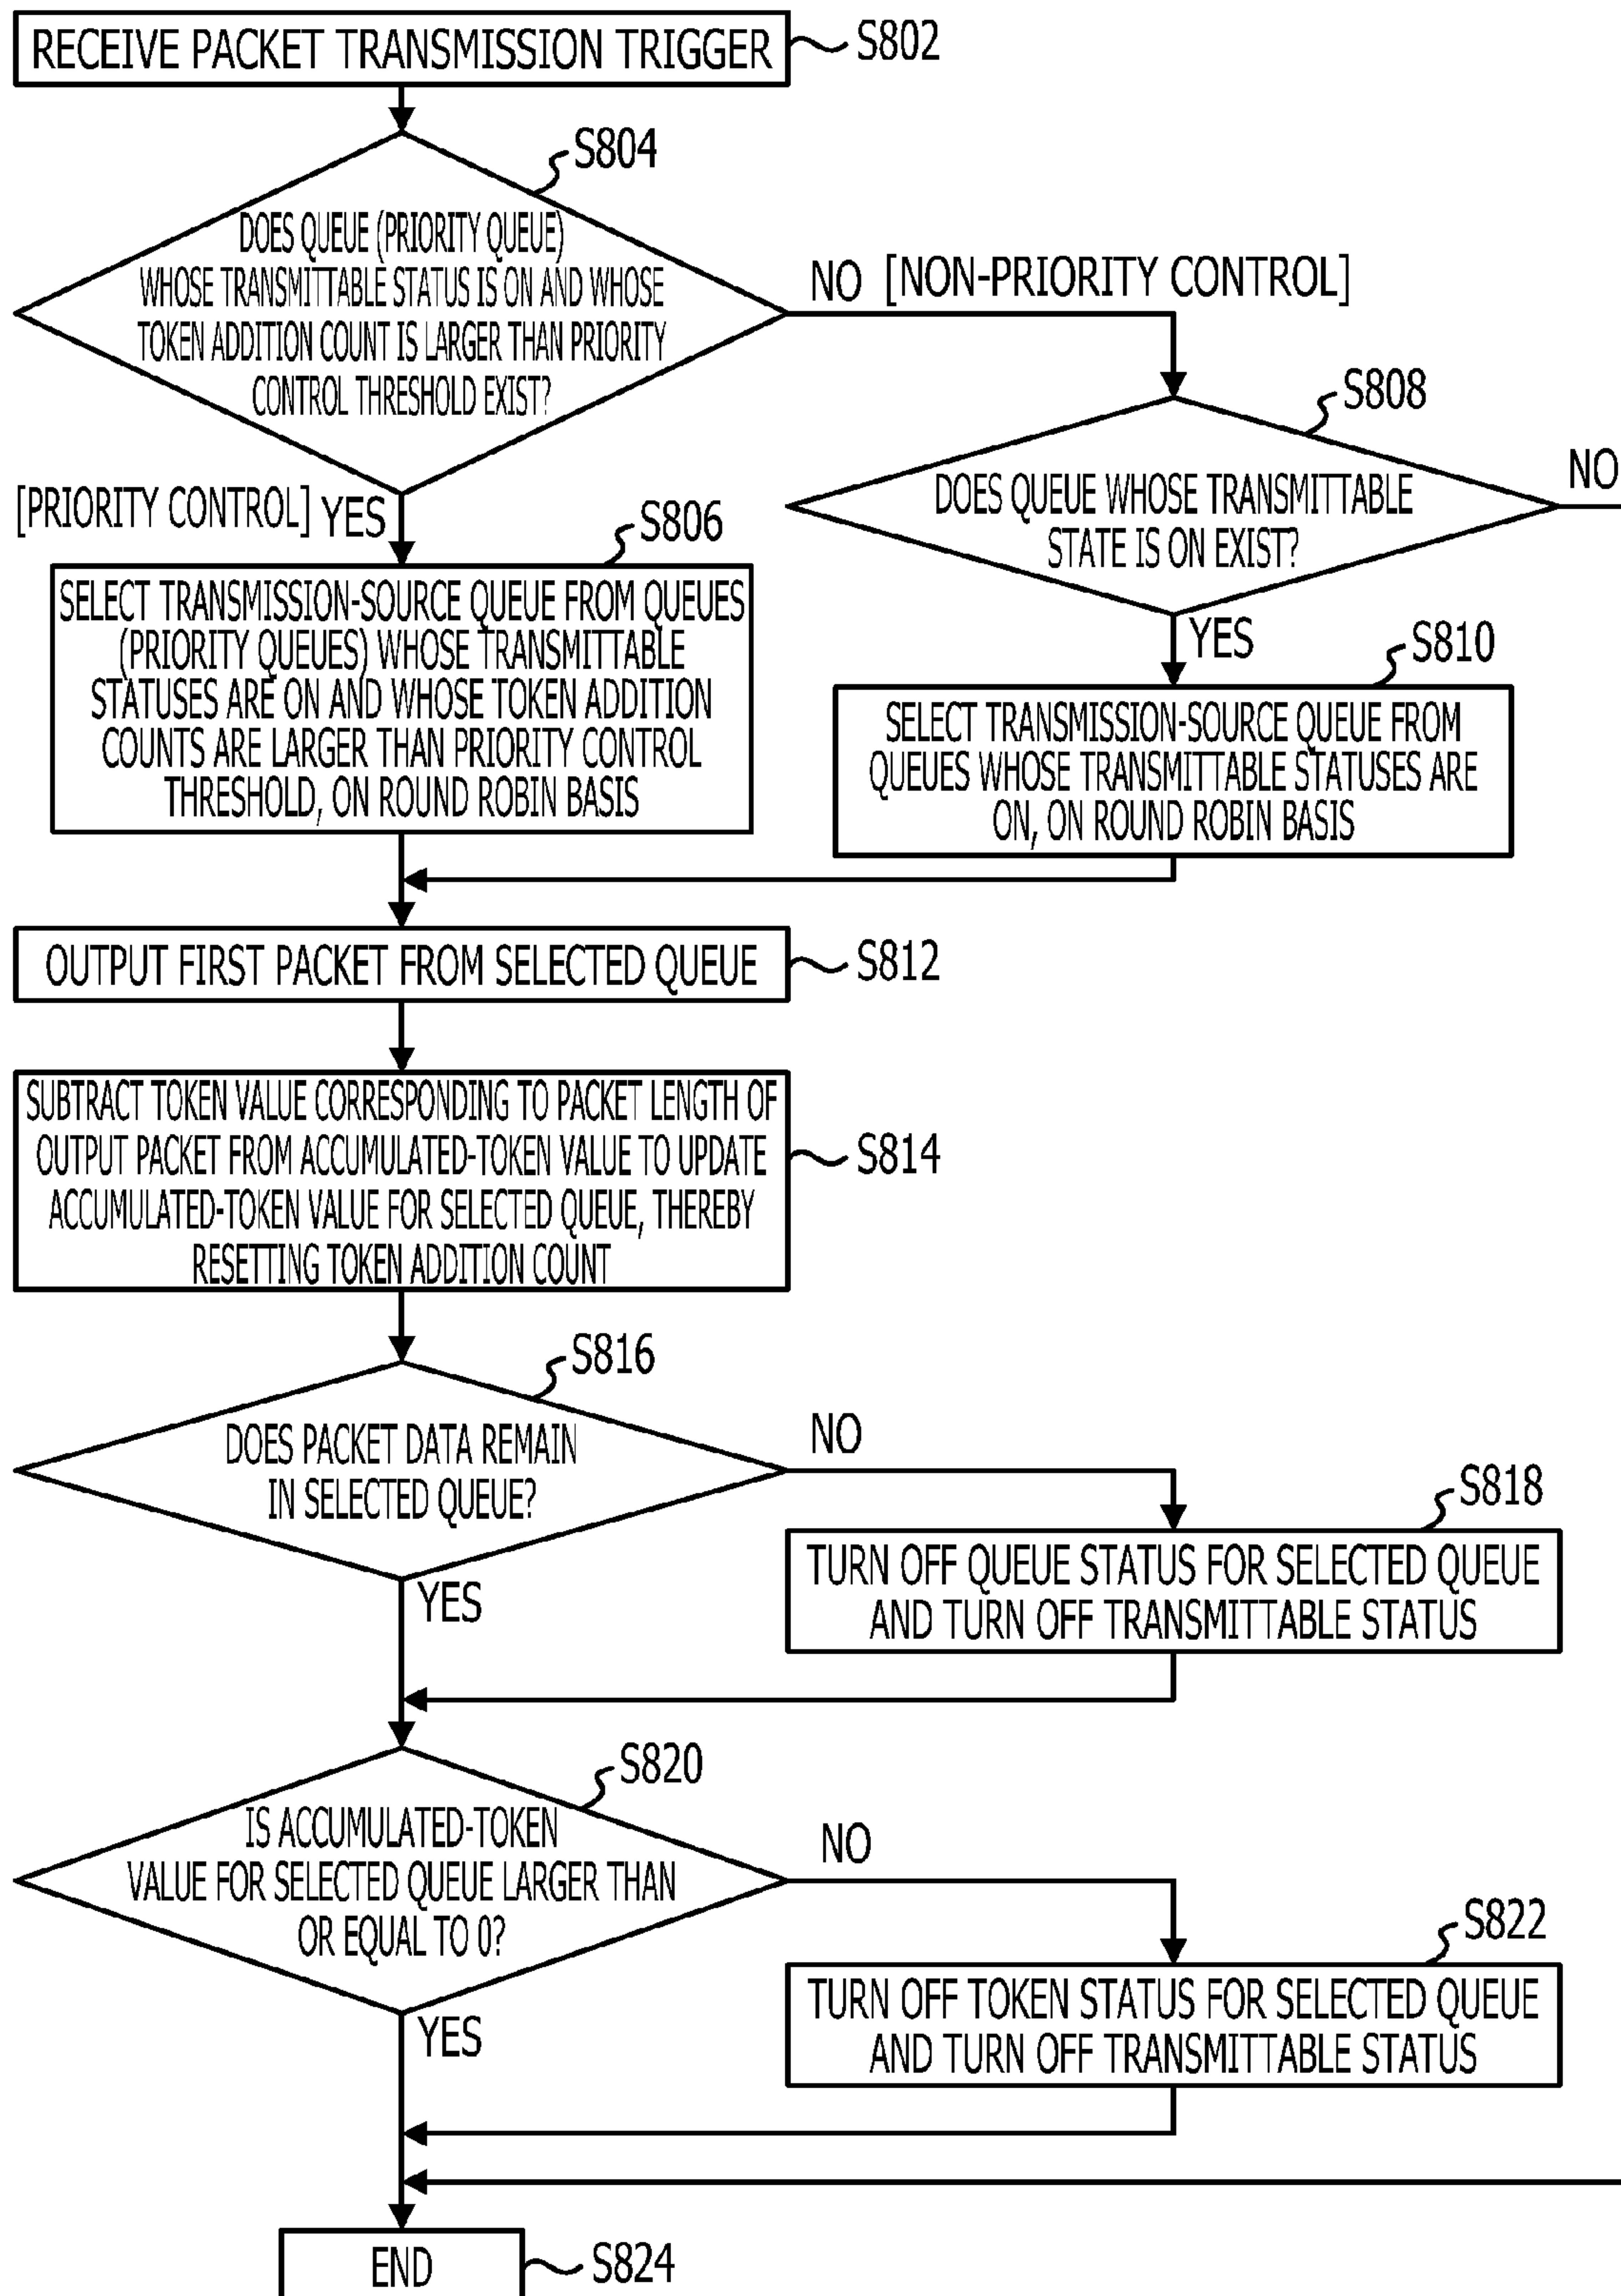 RECEIVE PACKET TRANSMISSION TRIGGER
S802
S804
DOES QUEUE (PRIORITY QUEUE)
WHOSE TRANSMITTABLE STATUS IS ON AND WHOSE
TOKEN ADDITION COUNT IS LARGER THAN PRIORITY
CONTROL THRESHOLD EXIST?
NO [NON-PRIORITY CONTROL]
[PRIORITY CONTROL] YES
S808
DOES QUEUE WHOSE TRANSMITTABLE
STATE IS ON EXIST?
NO
YES
S806
SELECT TRANSMISSION-SOURCE QUEUE FROM QUEUES
(PRIORITY QUEUES) WHOSE TRANSMITTABLE
STATUSES ARE ON AND WHOSE TOKEN ADDITION
COUNTS ARE LARGER THAN PRIORITY CONTROL
THRESHOLD, ON ROUND ROBIN BASIS
S810
SELECT TRANSMISSION-SOURCE QUEUE FROM
QUEUES WHOSE TRANSMITTABLE STATUSES ARE
ON, ON ROUND ROBIN BASIS
OUTPUT FIRST PACKET FROM SELECTED QUEUE
S812
SUBTRACT TOKEN VALUE CORRESPONDING TO PACKET LENGTH OF
OUTPUT PACKET FROM ACCUMULATED-TOKEN VALUE TO UPDATE
ACCUMULATED-TOKEN VALUE FOR SELECTED QUEUE, THEREBY
RESETTING TOKEN ADDITION COUNT
S814
S816
DOES PACKET DATA REMAIN
IN SELECTED QUEUE?
NO
YES
S818
TURN OFF QUEUE STATUS FOR SELECTED QUEUE
AND TURN OFF TRANSMITTABLE STATUS
S820
IS ACCUMULATED-TOKEN
VALUE FOR SELECTED QUEUE LARGER THAN
OR EQUAL TO 0?
NO
YES
S822
TURN OFF TOKEN STATUS FOR SELECTED QUEUE
AND TURN OFF TRANSMITTABLE STATUS
END
S824